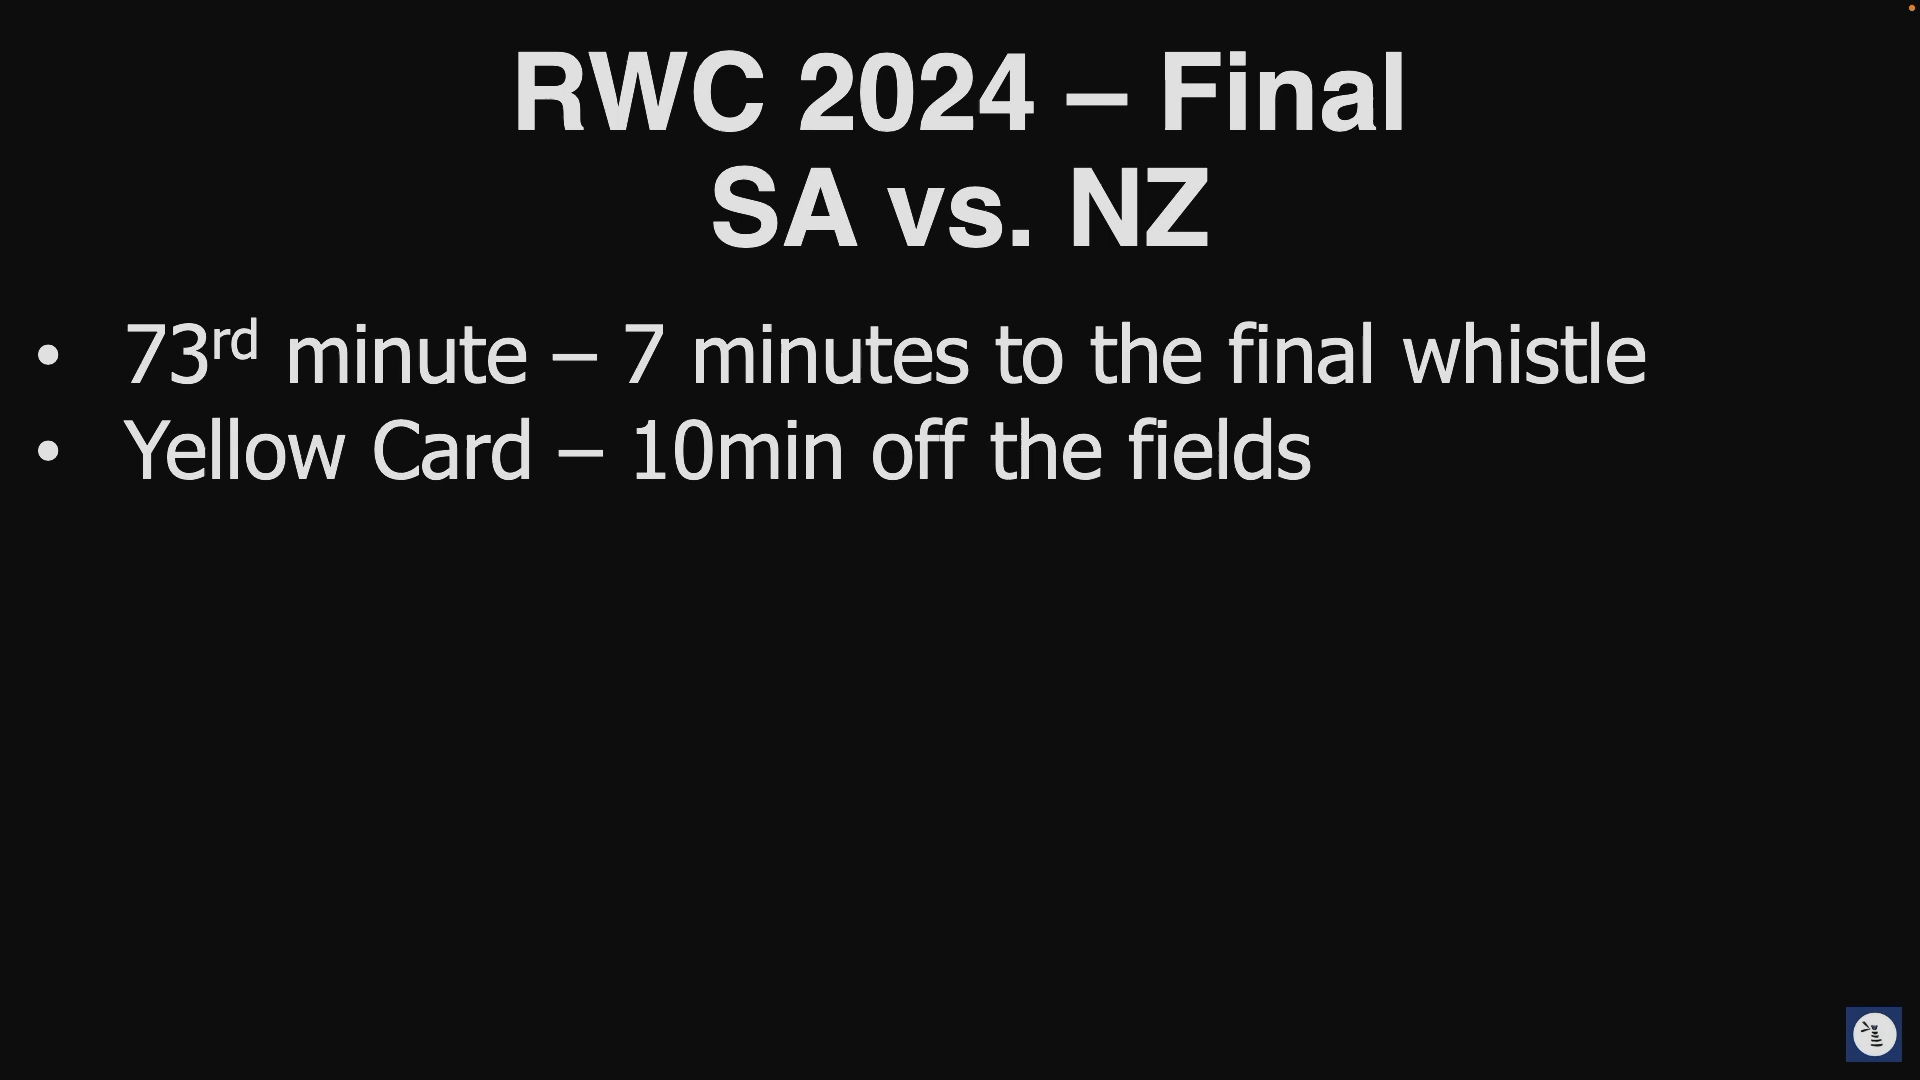 RWC 2024 – Final
SA vs. NZ
• 73rd minute – 7 minutes to the final whistle
• Yellow Card – 10min off the fields